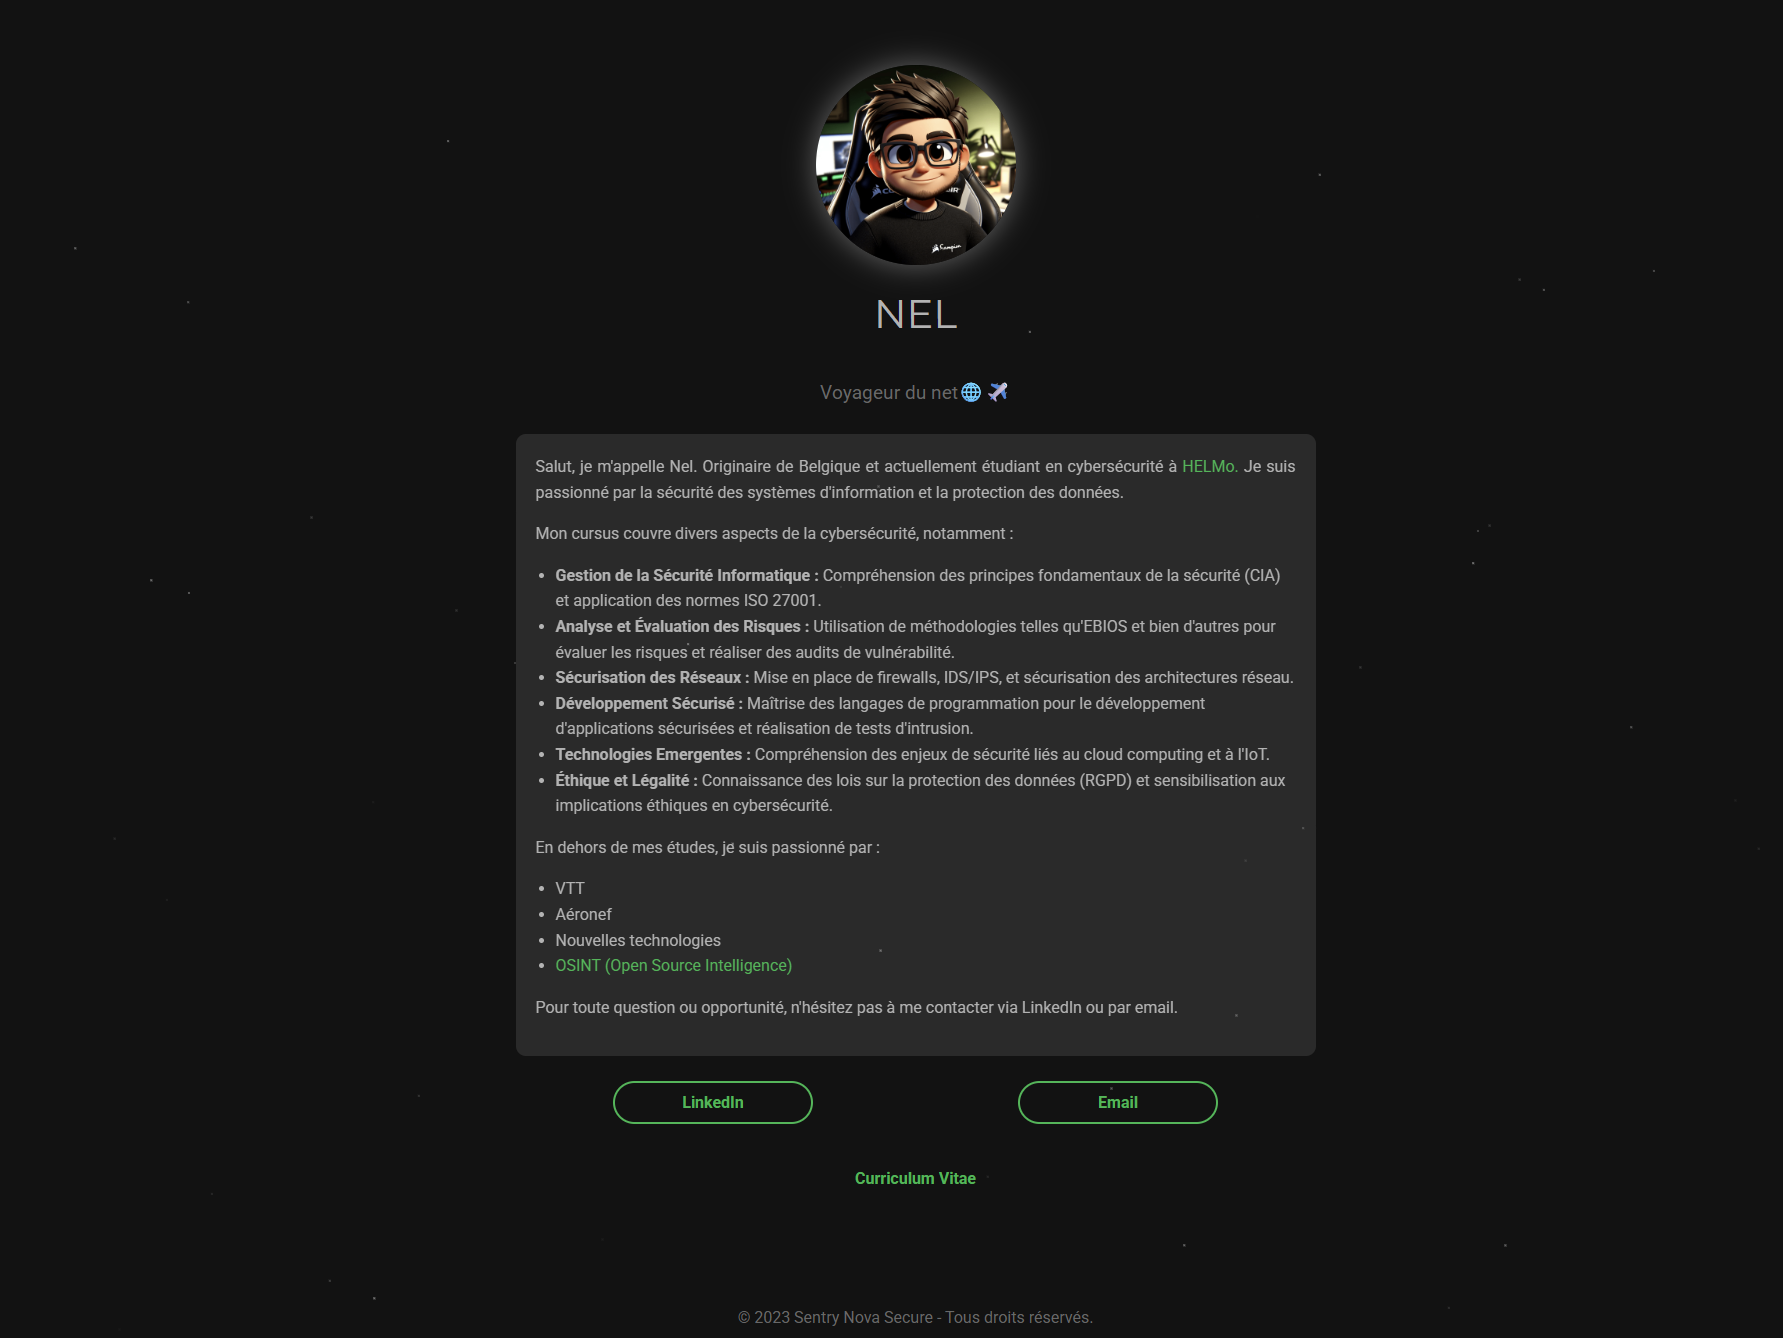 NEL
Voyageur du net
Salut, je m'appelle Nel. Originaire de Belgique et actuellement étudiant en cybersécurité à HELMo. Je suis
passionné par la sécurité des systèmes d'information et la protection des données.
Mon cursus couvre divers aspects de la cybersécurité, notamment :
• Gestion de la Sécurité Informatique : Compréhension des principes fondamentaux de la sécurité (CIA)
et application des normes ISO 27001.
• Analyse et Évaluation des Risques : Utilisation de méthodologies telles qu'EBIOS et bien d'autres pour
évaluer les risques et réaliser des audits de vulnérabilité.
• Sécurisation des Réseaux : Mise en place de firewalls, IDS/IPS, et sécurisation des architectures réseau.
• Développement Sécurisé : Maîtrise des langages de programmation pour le développement
d'applications sécurisées et réalisation de tests d'intrusion.
• Technologies Emergentes : Compréhension des enjeux de sécurité liés au cloud computing et à l'IoT.
• Éthique et Légalité : Connaissance des lois sur la protection des données (RGPD) et sensibilisation aux
implications éthiques en cybersécurité.
En dehors de mes études, je suis passionné par :
• VTT
• Aéronef
• Nouvelles technologies
• OSINT (Open Source Intelligence)
Pour toute question ou opportunité, n'hésitez pas à me contacter via LinkedIn ou par email.
LinkedIn
Email
Curriculum Vitae
© 2023 Sentry Nova Secure - Tous droits réservés.